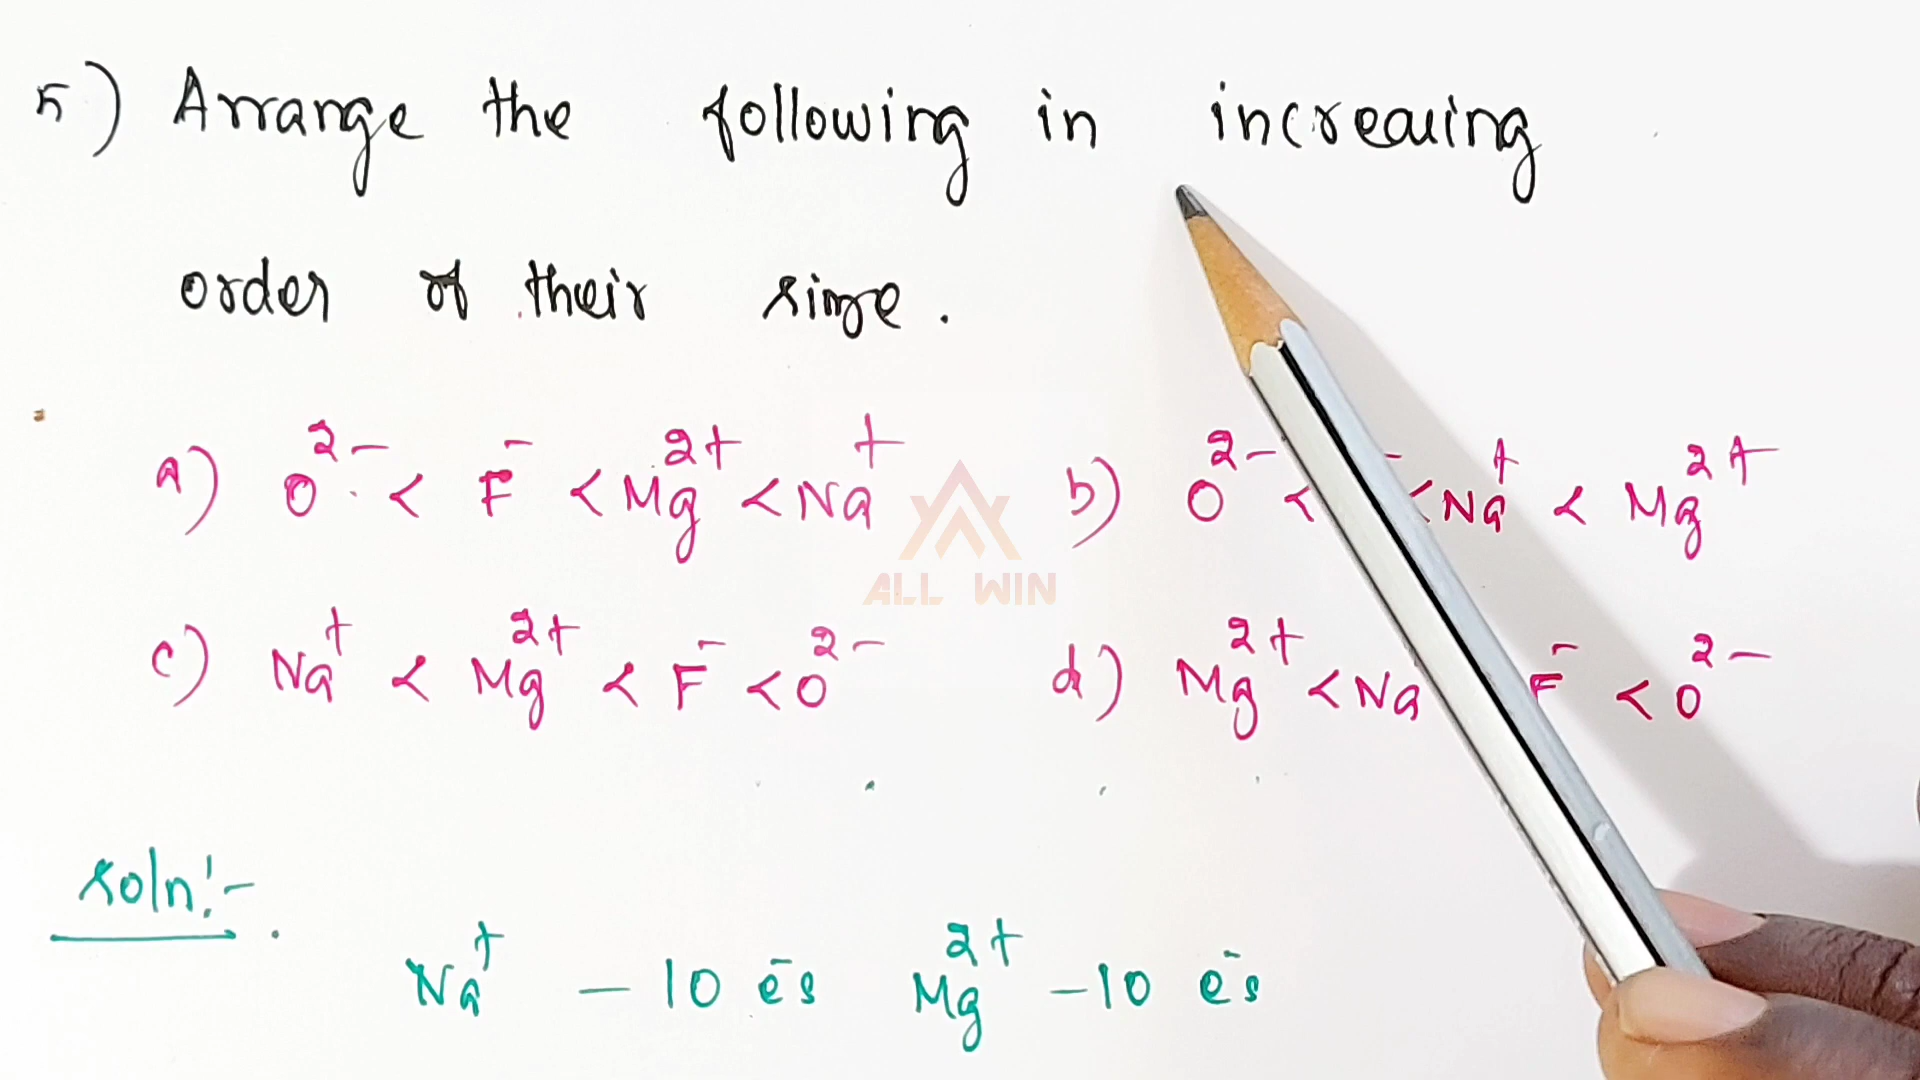 5) Arrange the following in increasing
order of their size.
a) O²⁻ < F⁻ < Mg²⁺ < Na⁺ b) O²⁻ < ⁻ < Na⁺ < Mg²⁺
ALL WIN
c) Na⁺ < Mg²⁺ < F⁻ < O²⁻ d) Mg²⁺ < Na F⁻ < O²⁻
soln:-
Na⁺ – 10 e⁻s Mg²⁺ – 10 e⁻s